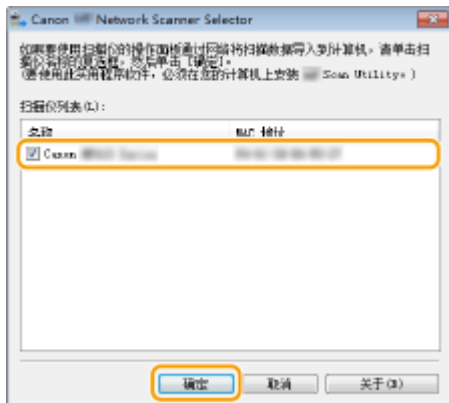 Canon Network Scanner Selector
如果要使用扫描仪的操作面板通过网络将扫描数据导入到计算机，请单击扫
描仪名称的复选框，然后单击 [确定]。
(要使用此实用程序软件，必须在您的计算机上安装 Scan Utility。)
扫描仪列表(L)：
名称 MAC 地址
Canon
确定 取消 关于(B)